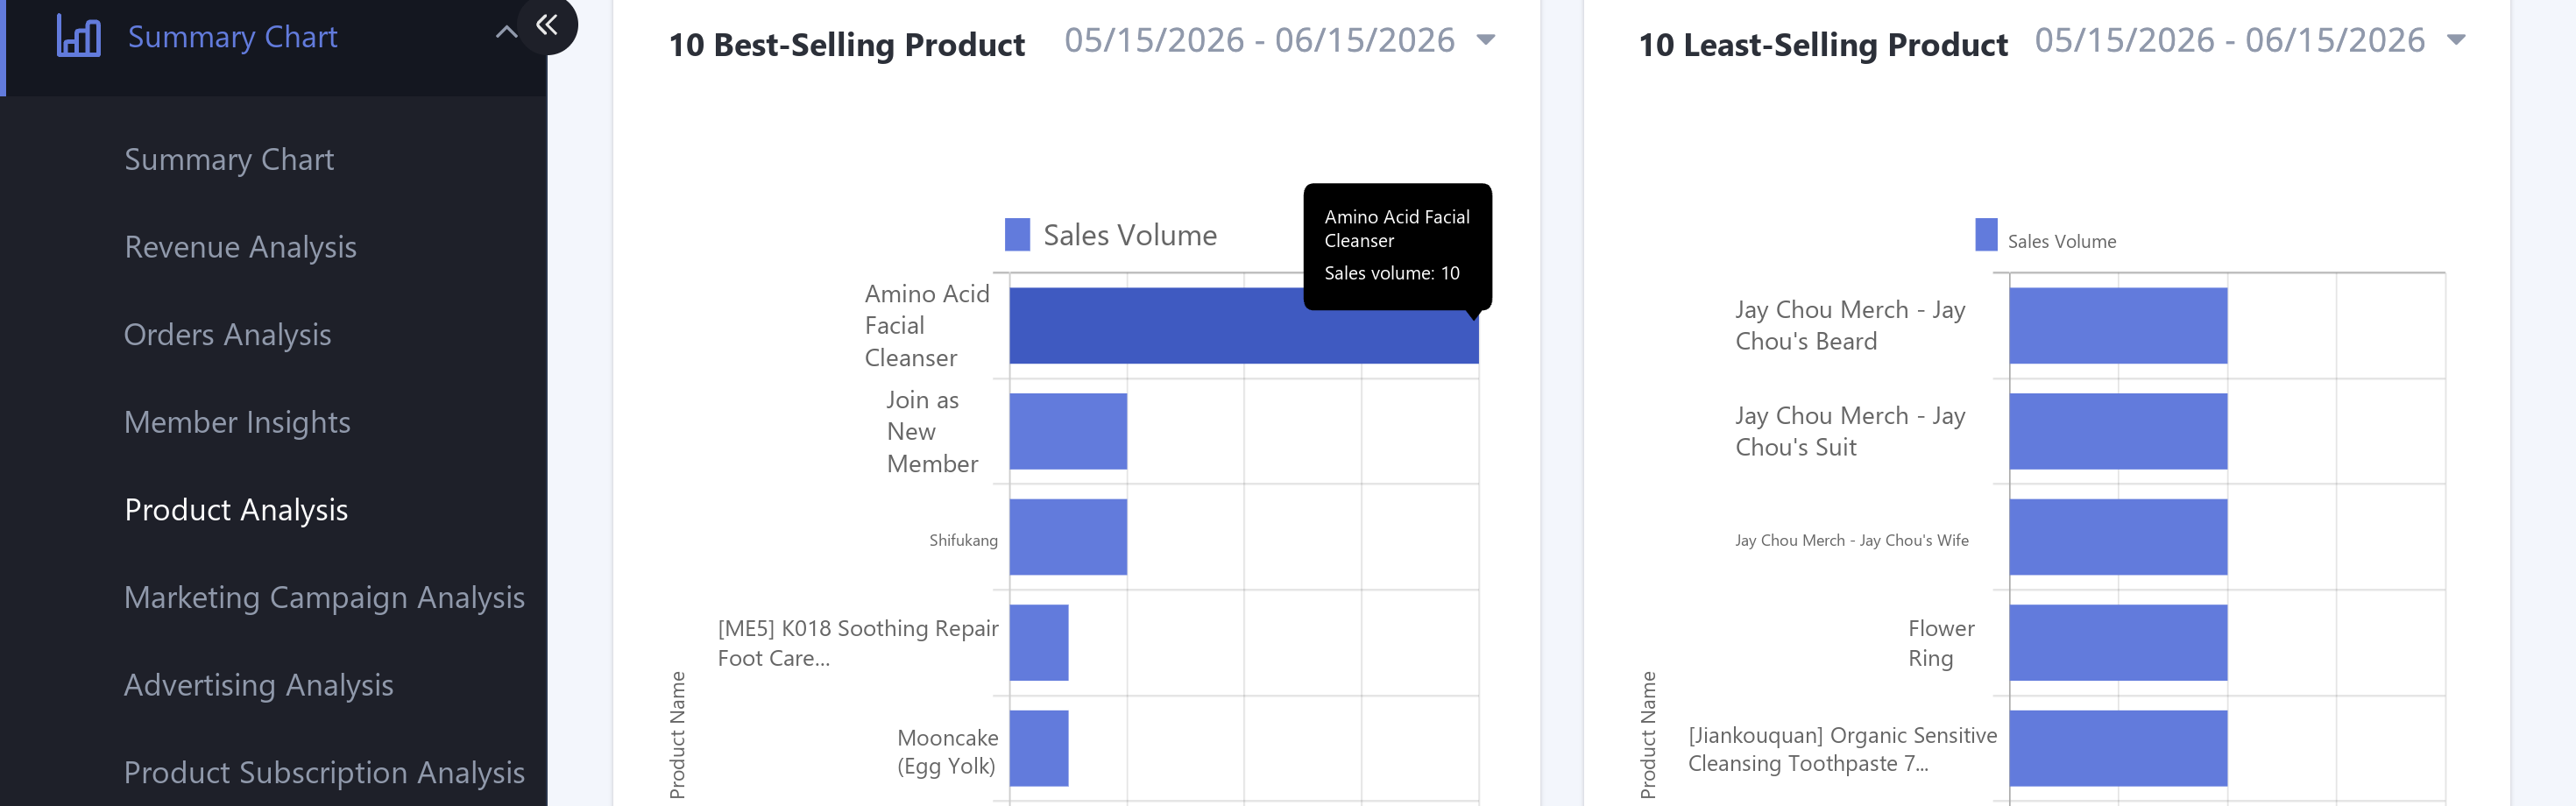 Summary Chart
Summary Chart
Revenue Analysis
Orders Analysis
Member Insights
Product Analysis
Marketing Campaign Analysis
Advertising Analysis
Product Subscription Analysis
10 Best-Selling Product
05/15/2026 - 06/15/2026
Sales Volume
Amino Acid Facial
Cleanser
Sales volume: 10
Amino Acid
Facial
Cleanser
Join as
New
Member
Shifukang
[ME5] K018 Soothing Repair
Foot Care...
Mooncake
(Egg Yolk)
Product Name
10 Least-Selling Product
05/15/2026 - 06/15/2026
Sales Volume
Jay Chou Merch - Jay
Chou's Beard
Jay Chou Merch - Jay
Chou's Suit
Jay Chou Merch - Jay Chou's Wife
Flower
Ring
[Jiankouquan] Organic Sensitive
Cleansing Toothpaste 7...
Product Name